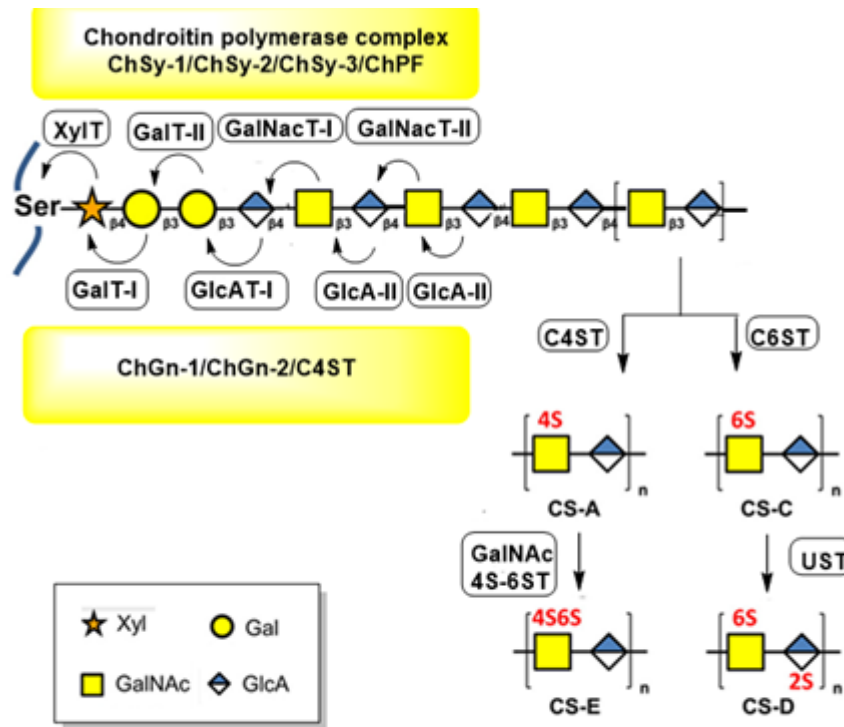 Chondroitin polymerase complex
ChSy-1/ChSy-2/ChSy-3/ChPF
XylT
GalT-II
GalNacT-I
GalNacT-II
Ser
β4
β3
β3
β4
β3
β4
β3
β4
β3
β4
β3
GalT-I
GlcAT-I
GlcA-II
GlcA-II
ChGn-1/ChGn-2/C4ST
C4ST
C6ST
4S
n
CS-A
6S
n
CS-C
GalNAc
4S-6ST
UST
4S6S
n
CS-E
6S
2S
n
CS-D
Xyl
Gal
GalNAc
GlcA